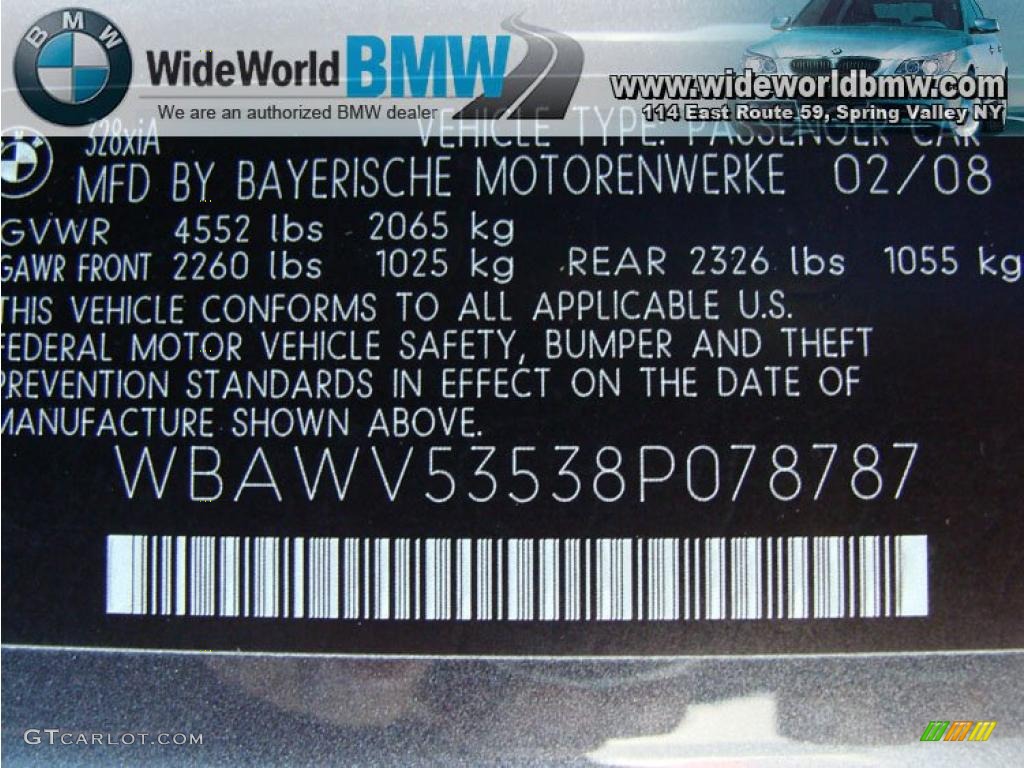 BMW
WideWorld BMW
We are an authorized BMW dealer
www.wideworldbmw.com
114 East Route 59, Spring Valley NY
328xiA VEHICLE TYPE: PASSENGER CAR
MFD BY BAYERISCHE MOTORENWERKE 02/08
GVWR 4552 lbs 2065 kg
GAWR FRONT 2260 lbs 1025 kg REAR 2326 lbs 1055 kg
THIS VEHICLE CONFORMS TO ALL APPLICABLE U.S.
FEDERAL MOTOR VEHICLE SAFETY, BUMPER AND THEFT
PREVENTION STANDARDS IN EFFECT ON THE DATE OF
MANUFACTURE SHOWN ABOVE.
WBAWV53538P078787
GTCARLOT.COM